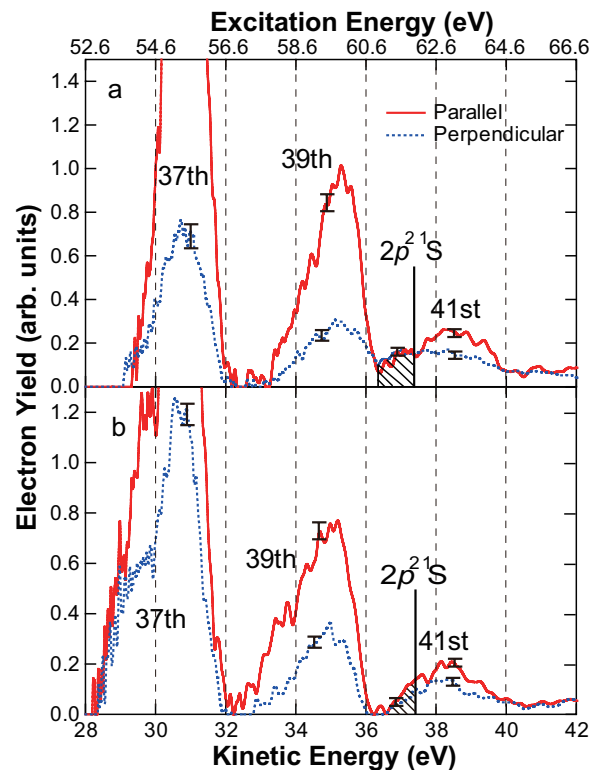 Excitation Energy (eV)
52.6 54.6 56.6 58.6 60.6 62.6 64.6 66.6
a
Parallel
Perpendicular
37th
39th
2p² ¹S
41st
1.4
1.2
1.0
0.8
0.6
0.4
0.2
0.0
Electron Yield (arb. units)
b
37th
39th
2p² ¹S
41st
1.2
1.0
0.8
0.6
0.4
0.2
0.0
28 30 32 34 36 38 40 42
Kinetic Energy (eV)